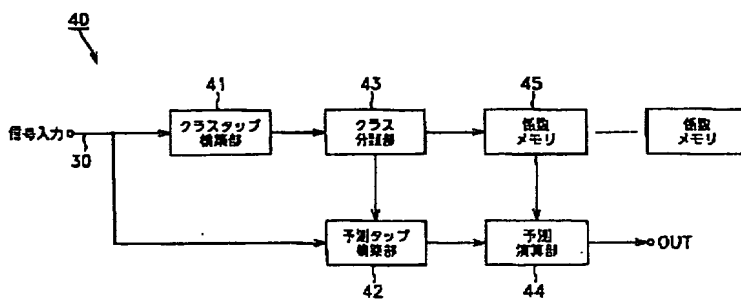 40
41
43
45
信号入力
30
クラスタップ
構築部
クラス
分類部
係数
メモリ
係数
メモリ
予測タップ
構築部
予測
演算部
OUT
42
44